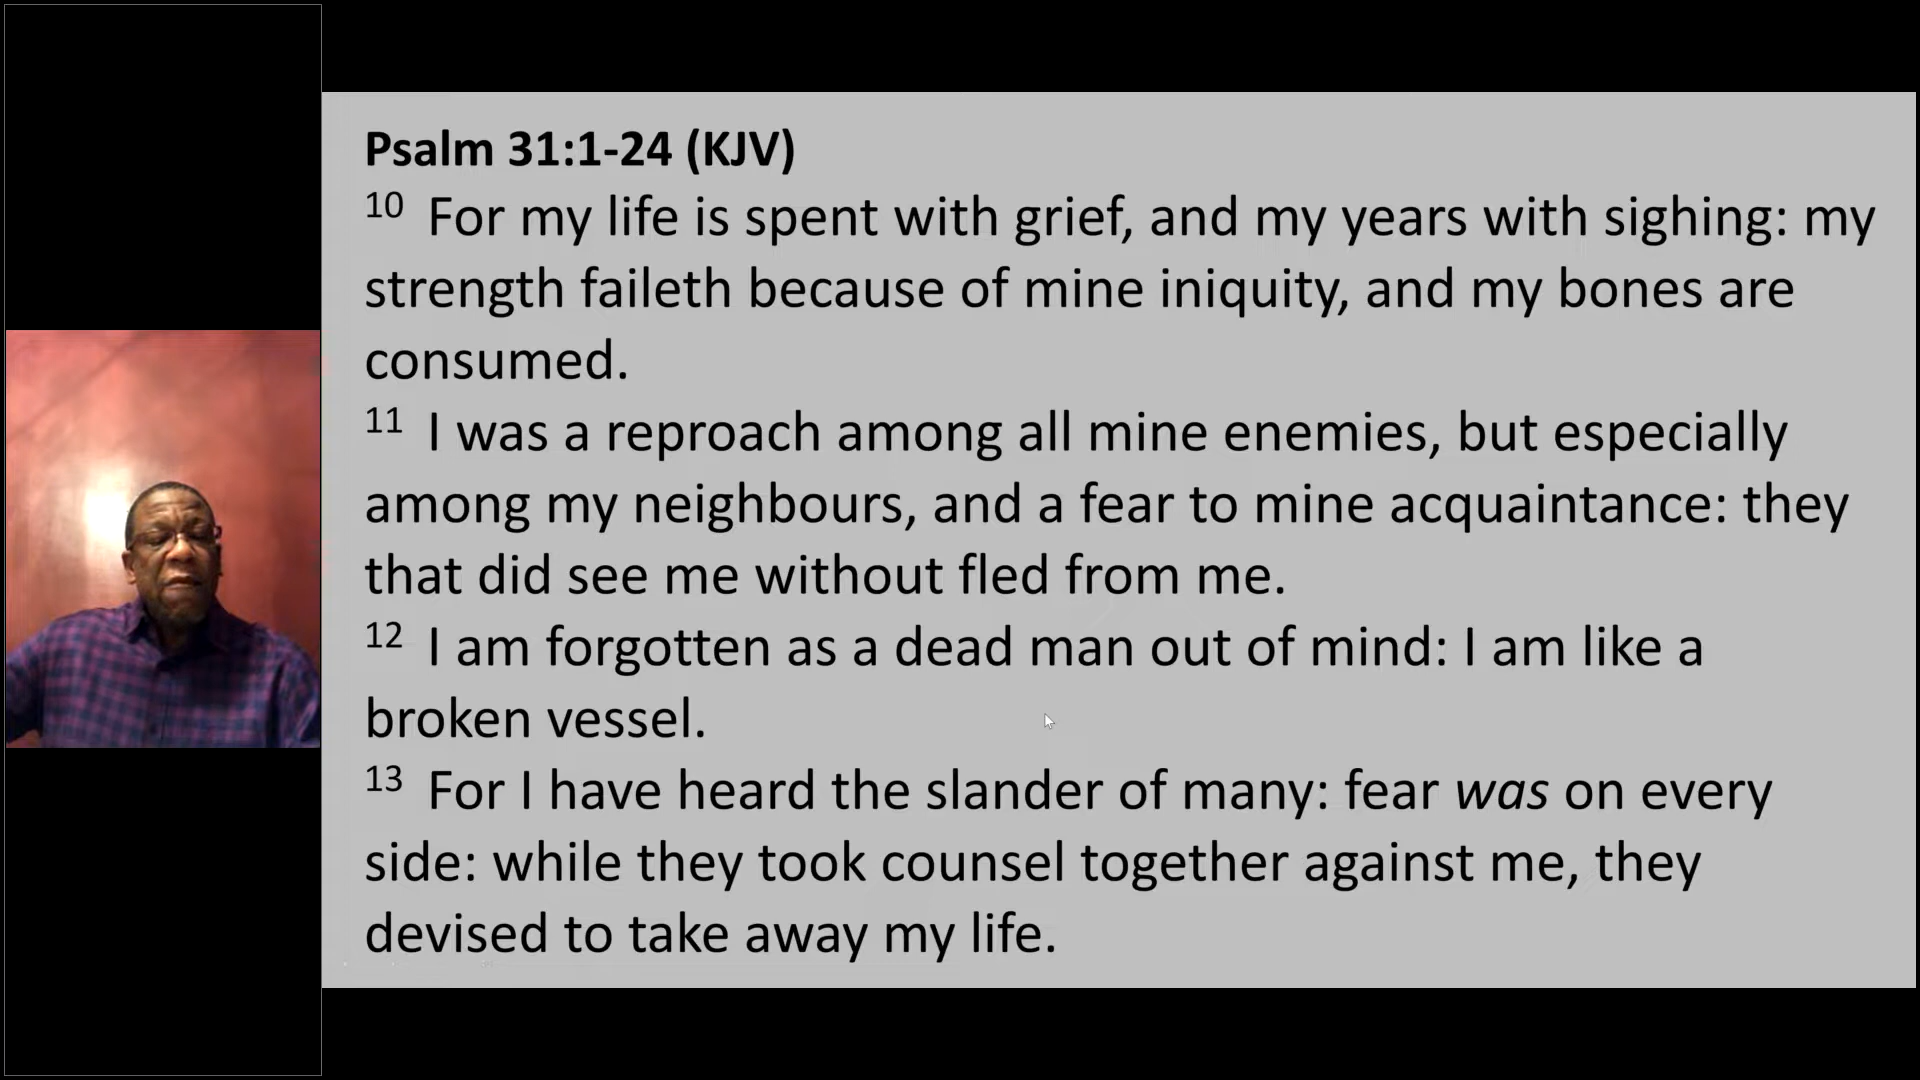 Psalm 31:1-24 (KJV)
10 For my life is spent with grief, and my years with sighing: my
strength faileth because of mine iniquity, and my bones are
consumed.
11 I was a reproach among all mine enemies, but especially
among my neighbours, and a fear to mine acquaintance: they
that did see me without fled from me.
12 I am forgotten as a dead man out of mind: I am like a
broken vessel.
13 For I have heard the slander of many: fear was on every
side: while they took counsel together against me, they
devised to take away my life.